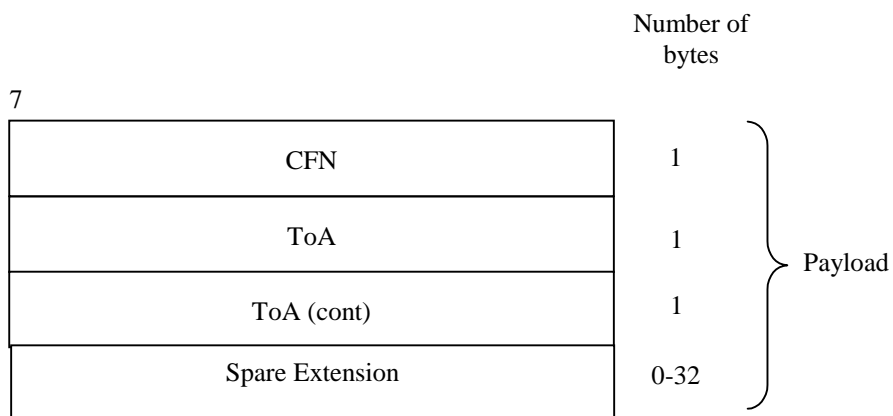 Number of
bytes
7
CFN 1
ToA 1
Payload
ToA (cont) 1
Spare Extension 0-32